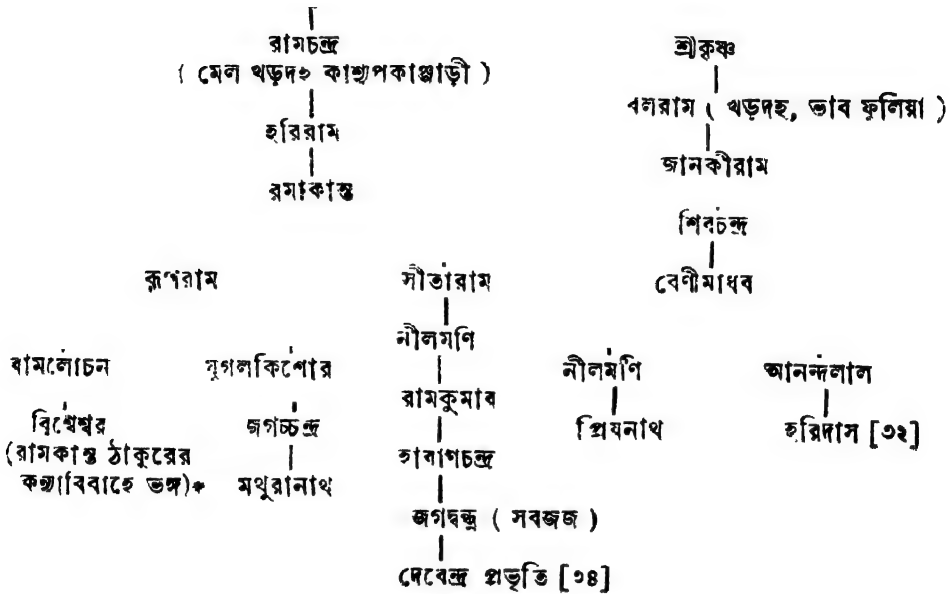 রামচন্দ্র
( মেল খড়দহ কাশ্যপকাঞ্জাড়ী )
হরিরাম
রমাকান্ত
শ্রীকৃষ্ণ
বলরাম ( খড়দহ, ভাব ফুলিয়া )
জানকীরাম
শিবচন্দ্র
বেণীমাধব
রূপরাম
সীতারাম
নীলমণি
রামকুমাব
হাবাণচন্দ্র
জগদ্বন্ধু ( সবজজ )
দেবেন্দ্র প্রভৃতি [৩৪]
বামলোচন
বিশ্বেশ্বর
(রামকান্ত ঠাকুরের
কন্যাবিবাহে ভঙ্গ)*
যুগলকিশোর
জগচ্চন্দ্র
মথুরানাথ
নীলমণি
প্রিযনাথ
আনন্দলাল
হরিদাস [৩২]